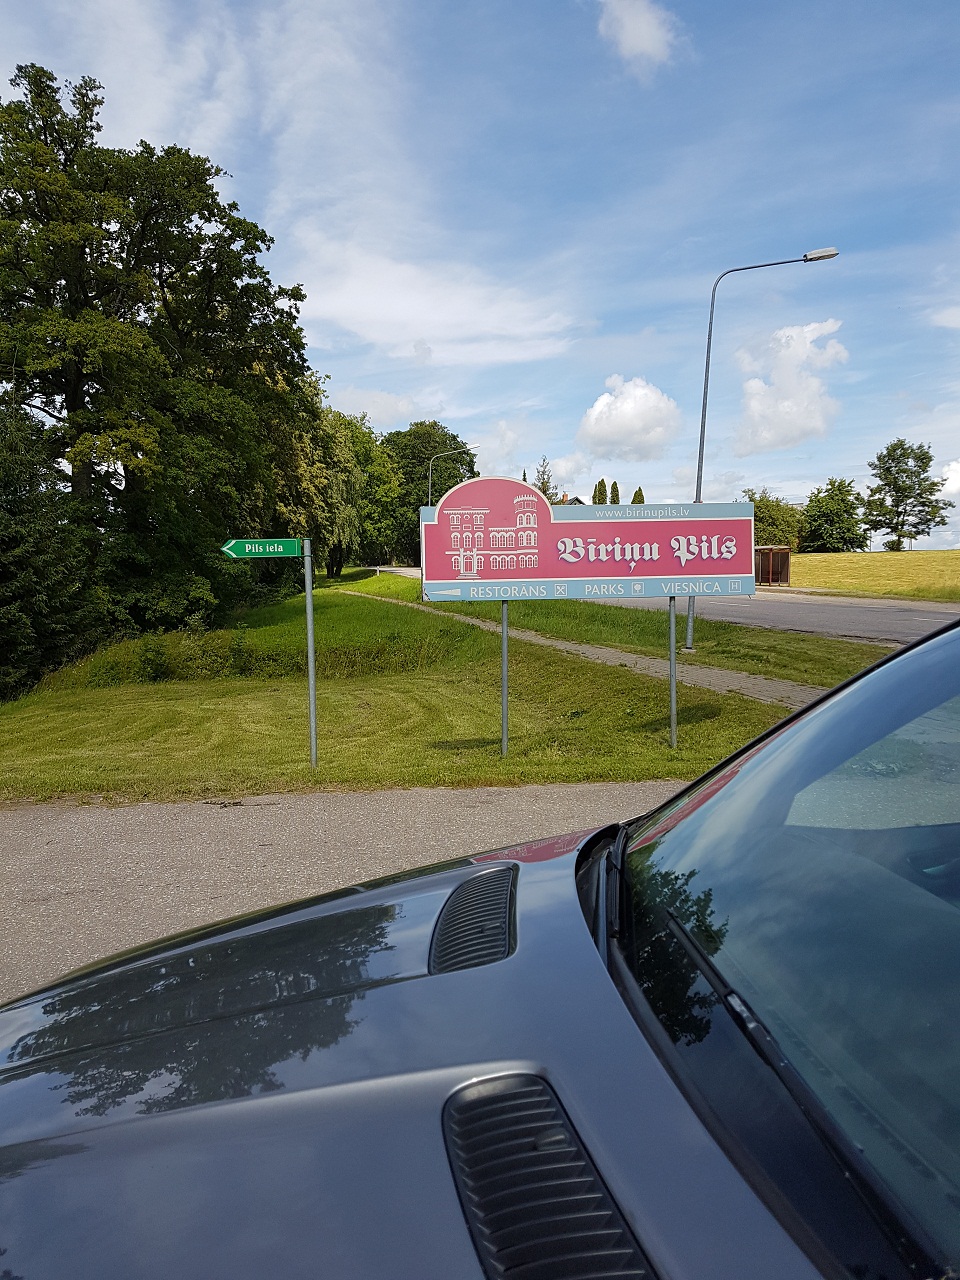 Pils iela
www.birinupils.lv
Bīriņu Pils
RESTORĀNS
PARKS
VIESNĪCA H